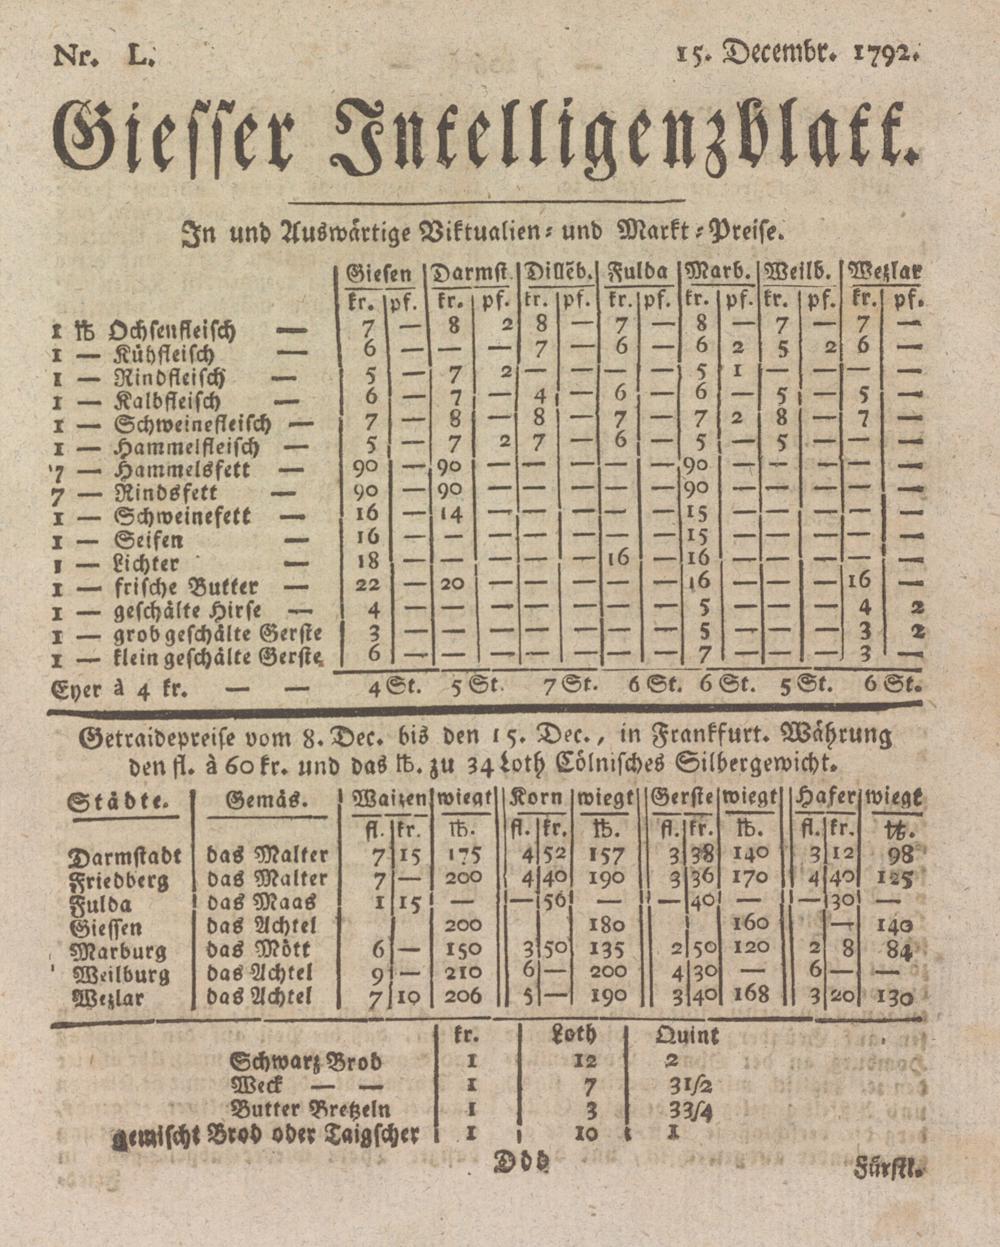 Nr. L. 15. Decembr. 1792.
Giesser Intelligenzblatt.
In und Auswärtige Viktualien- und Markt-Preise.
Giesen Darmst. Dillēb. Fulda Marb. Weilb. Wezlar
kr. pf. kr. pf. kr. pf. kr. pf. kr. pf. kr. pf. kr. pf.
1 ℔ Ochsenfleisch — 7 — 8 2 8 — 7 — 8 — 7 — 7 —
1 — Kühfleisch — 6 — — — 7 — 6 — 6 2 5 2 6 —
1 — Rindfleisch — 5 — 7 2 — — — — 5 1 — — — —
1 — Kalbfleisch — 6 — 7 — 4 — 6 — 6 — 5 — 5 —
1 — Schweinefleisch — 7 — 8 — 8 — 7 — 7 2 8 — 7 —
1 — Hammelfleisch — 5 — 7 2 7 — 6 — 5 — 5 — — —
7 — Hammelsfett — 90 — 90 — — — — — 90 — — — — —
7 — Rindsfett — 90 — 90 — — — — — 90 — — — — —
1 — Schweinefett — 16 — 14 — — — — — 15 — — — — —
1 — Seifen — 16 — — — — — — — 15 — — — — —
1 — Lichter — 18 — — — — — 16 — 16 — — — — —
1 — frische Butter — 22 — 20 — — — — — 16 — — — 16 —
1 — geschälte Hirse — 4 — — — — — — — 5 — — — 4 2
1 — grob geschälte Gerste 3 — — — — — — — 5 — — — 3 2
1 — klein geschälte Gerste 6 — — — — — — — 7 — — — 3 —
Eyer à 4 kr. — — 4 St. 5 St. 7 St. 6 St. 6 St. 5 St. 6 St.
Getraidepreise vom 8. Dec. bis den 15. Dec., in Frankfurt. Währung
den fl. à 60 kr. und das ℔. zu 34 Loth Cölnisches Silbergewicht.
Städte. Gemäs. Waizen wiegt Korn wiegt Gerste wiegt Hafer wiegt
fl. kr. ℔. fl. kr. ℔. fl. kr. ℔. fl. kr. ℔.
Darmstadt das Malter 7 15 175 4 52 157 3 38 140 3 12 98
Friedberg das Malter 7 — 200 4 40 190 3 36 170 4 40 125
Fulda das Maas 1 15 — — 56 — — 40 — — 30 —
Giessen das Achtel 200 180 160 — 140
Marburg das Mött 6 — 150 3 50 135 2 50 120 2 8 84
Weilburg das Achtel 9 — 210 6 — 200 4 30 — 6 — —
Wezlar das Achtel 7 10 206 5 — 190 3 40 168 3 20 130
kr. Loth Quint
Schwarz Brod 1 12 2
Weck — — 1 7 31/2
Butter Bretzeln 1 3 33/4
gemischt Brod oder Taigscher 1 10 1
Ddd Fürstl.